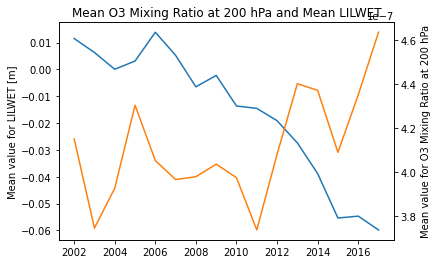 Mean O3 Mixing Ratio at 200 hPa and Mean LILWET
1e−7
Mean value for LILWET [m]
0.01
0.00
−0.01
−0.02
−0.03
−0.04
−0.05
−0.06
4.6
4.4
4.2
4.0
3.8
Mean value for O3 Mixing Ratio at 200 hPa
2002 2004 2006 2008 2010 2012 2014 2016